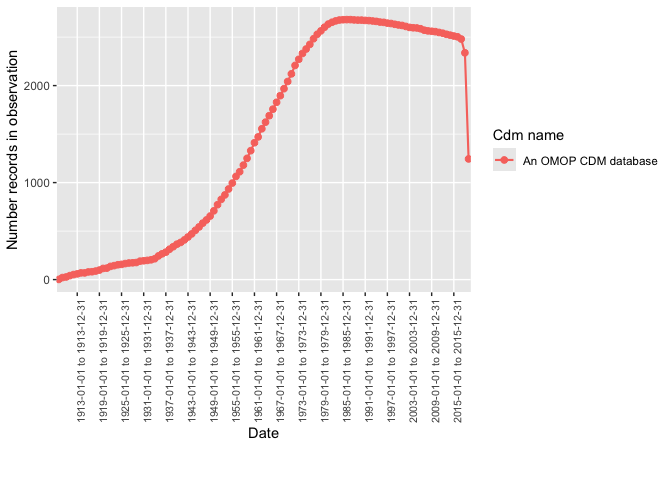 Number records in observation
2000
1000
0
1913-01-01 to 1913-12-31
1919-01-01 to 1919-12-31
1925-01-01 to 1925-12-31
1931-01-01 to 1931-12-31
1937-01-01 to 1937-12-31
1943-01-01 to 1943-12-31
1949-01-01 to 1949-12-31
1955-01-01 to 1955-12-31
1961-01-01 to 1961-12-31
1967-01-01 to 1967-12-31
1973-01-01 to 1973-12-31
1979-01-01 to 1979-12-31
1985-01-01 to 1985-12-31
1991-01-01 to 1991-12-31
1997-01-01 to 1997-12-31
2003-01-01 to 2003-12-31
2009-01-01 to 2009-12-31
2015-01-01 to 2015-12-31
Date
Cdm name
An OMOP CDM database